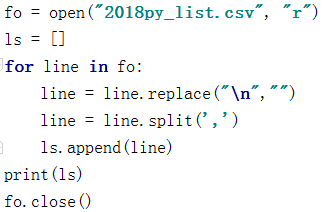 fo = open("2018py_list.csv", "r")
ls = []
for line in fo:
    line = line.replace("\n","")
    line = line.split(',')
    ls.append(line)
print(ls)
fo.close()